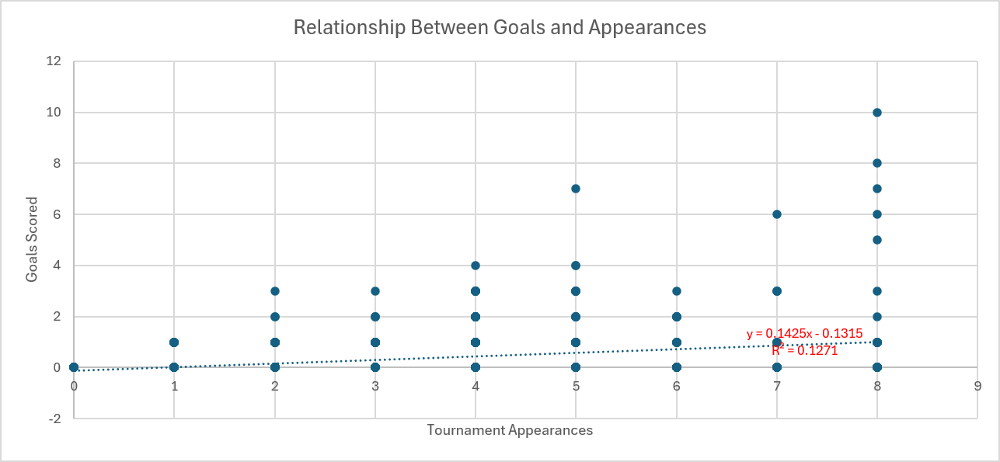 Relationship Between Goals and Appearances
12
10
8
6
4
2
0
-2
Goals Scored
y = 0.1425x - 0.1315
R² = 0.1271
0 1 2 3 4 5 6 7 8 9
Tournament Appearances